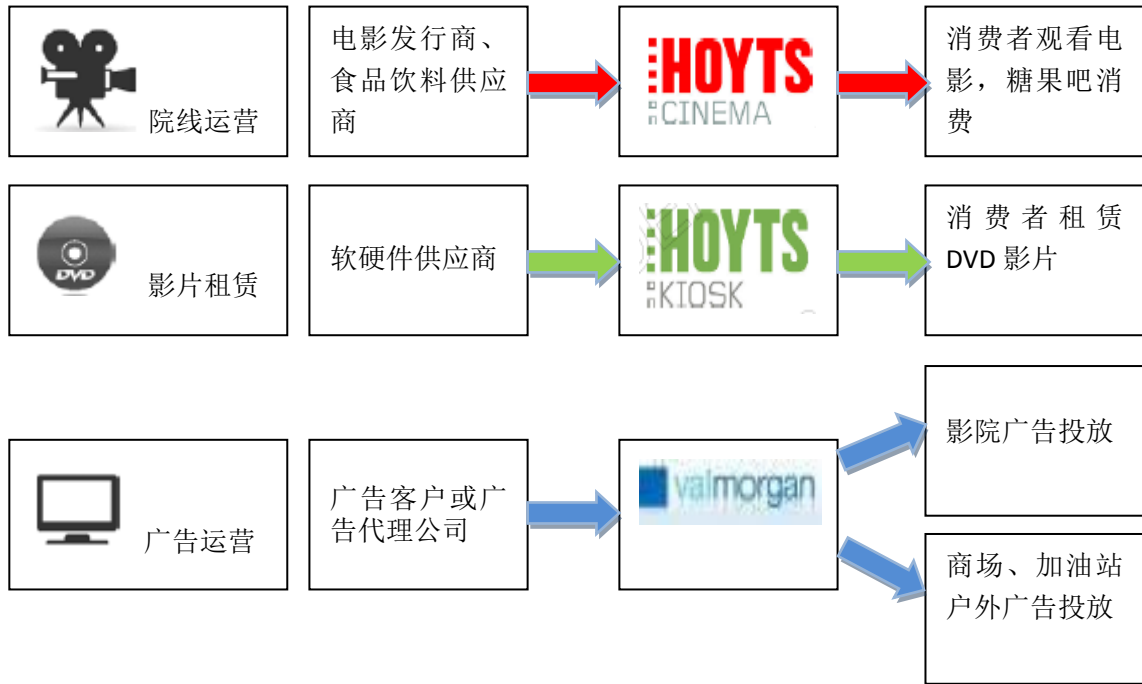 院线运营
电影发行商、
食品饮料供应
商
HOYTS
CINEMA
消费者观看电
影，糖果吧消
费
DVD
影片租赁
软硬件供应商
HOYTS
KIOSK
消费者租赁
DVD 影片
广告运营
广告客户或广
告代理公司
valmorgan
影院广告投放
商场、加油站
户外广告投放